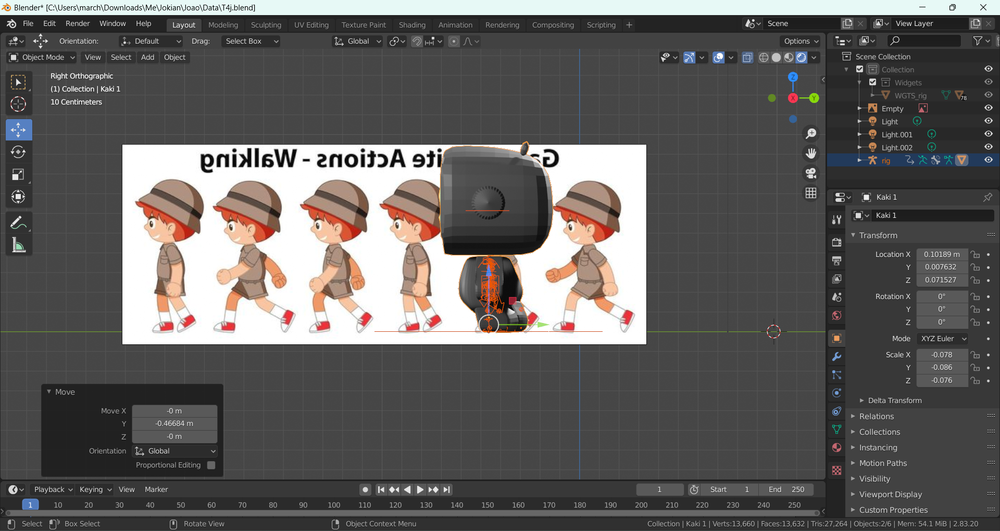 Blender* [C:\Users\march\Downloads\Me\Jokian\Joao\Data\T4j.blend]
File Edit Render Window Help
Layout Modeling Sculpting UV Editing Texture Paint Shading Animation Rendering Compositing Scripting +
Scene
View Layer
Orientation: Default Drag: Select Box
Global
Options
Object Mode View Select Add Object
Right Orthographic
(1) Collection | Kaki 1
10 Centimeters
Z
X
Y
Ga
ite Actions - Walking
Scene Collection
Collection
Widgets
WGTS_rig 78
Empty
Light
Light.001
Light.002
rig
Kaki 1
Kaki 1
Transform
Location X 0.10189 m
Y 0.007632
Z 0.071527
Rotation X 0°
Y 0°
Z 0°
Mode XYZ Euler
Scale X -0.078
Y -0.086
Z -0.076
Delta Transform
Relations
Collections
Instancing
Motion Paths
Visibility
Viewport Display
Custom Properties
Move
Move X -0 m
Y -0.46684 m
Z -0 m
Orientation Global
Proportional Editing
Playback Keying View Marker
1
Start 1
End 250
1 10 20 30 40 50 60 70 80 90 100 110 120 130 140 150 160 170 180 190 200 210 220 230 240 250
Select Box Select Rotate View Object Context Menu
Collection | Kaki 1 | Verts:13,660 | Faces:13,632 | Tris:27,264 | Objects:2/6 | Mem: 54.1 MiB | 2.83.20